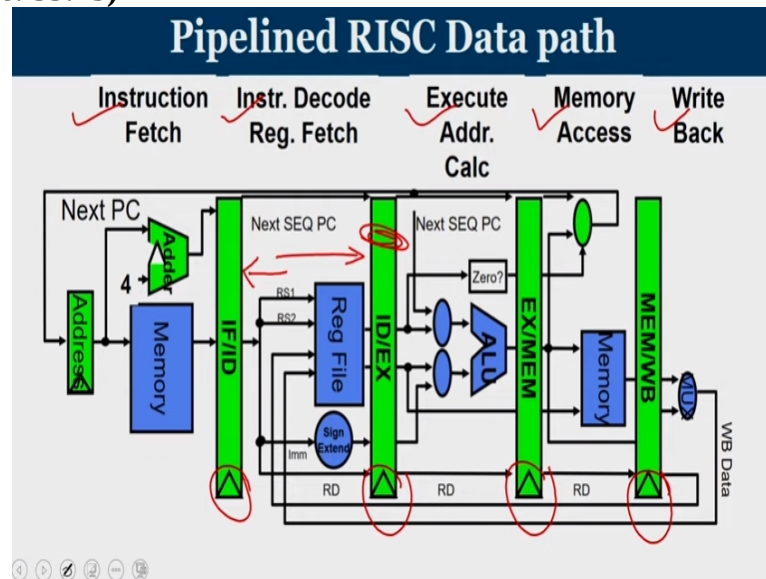 Pipelined RISC Data path
Instruction
Fetch
Instr. Decode
Reg. Fetch
Execute
Addr.
Calc
Memory
Access
Write
Back
Next PC
Adder
4
Address
Memory
IF/ID
Next SEQ PC
RS1
RS2
Reg File
Sign
Extend
Imm
RD
ID/EX
Next SEQ PC
Zero?
ALU
RD
EX/MEM
Memory
RD
MEM/WB
MUX
WB Data